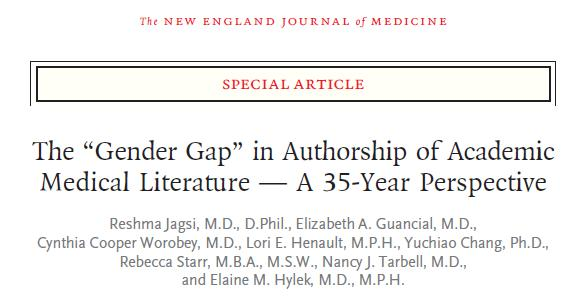 The NEW ENGLAND JOURNAL of MEDICINE
SPECIAL ARTICLE
The “Gender Gap” in Authorship of Academic
Medical Literature — A 35-Year Perspective
Reshma Jagsi, M.D., D.Phil., Elizabeth A. Guancial, M.D.,
Cynthia Cooper Worobey, M.D., Lori E. Henault, M.P.H., Yuchiao Chang, Ph.D.,
Rebecca Starr, M.B.A., M.S.W., Nancy J. Tarbell, M.D.,
and Elaine M. Hylek, M.D., M.P.H.